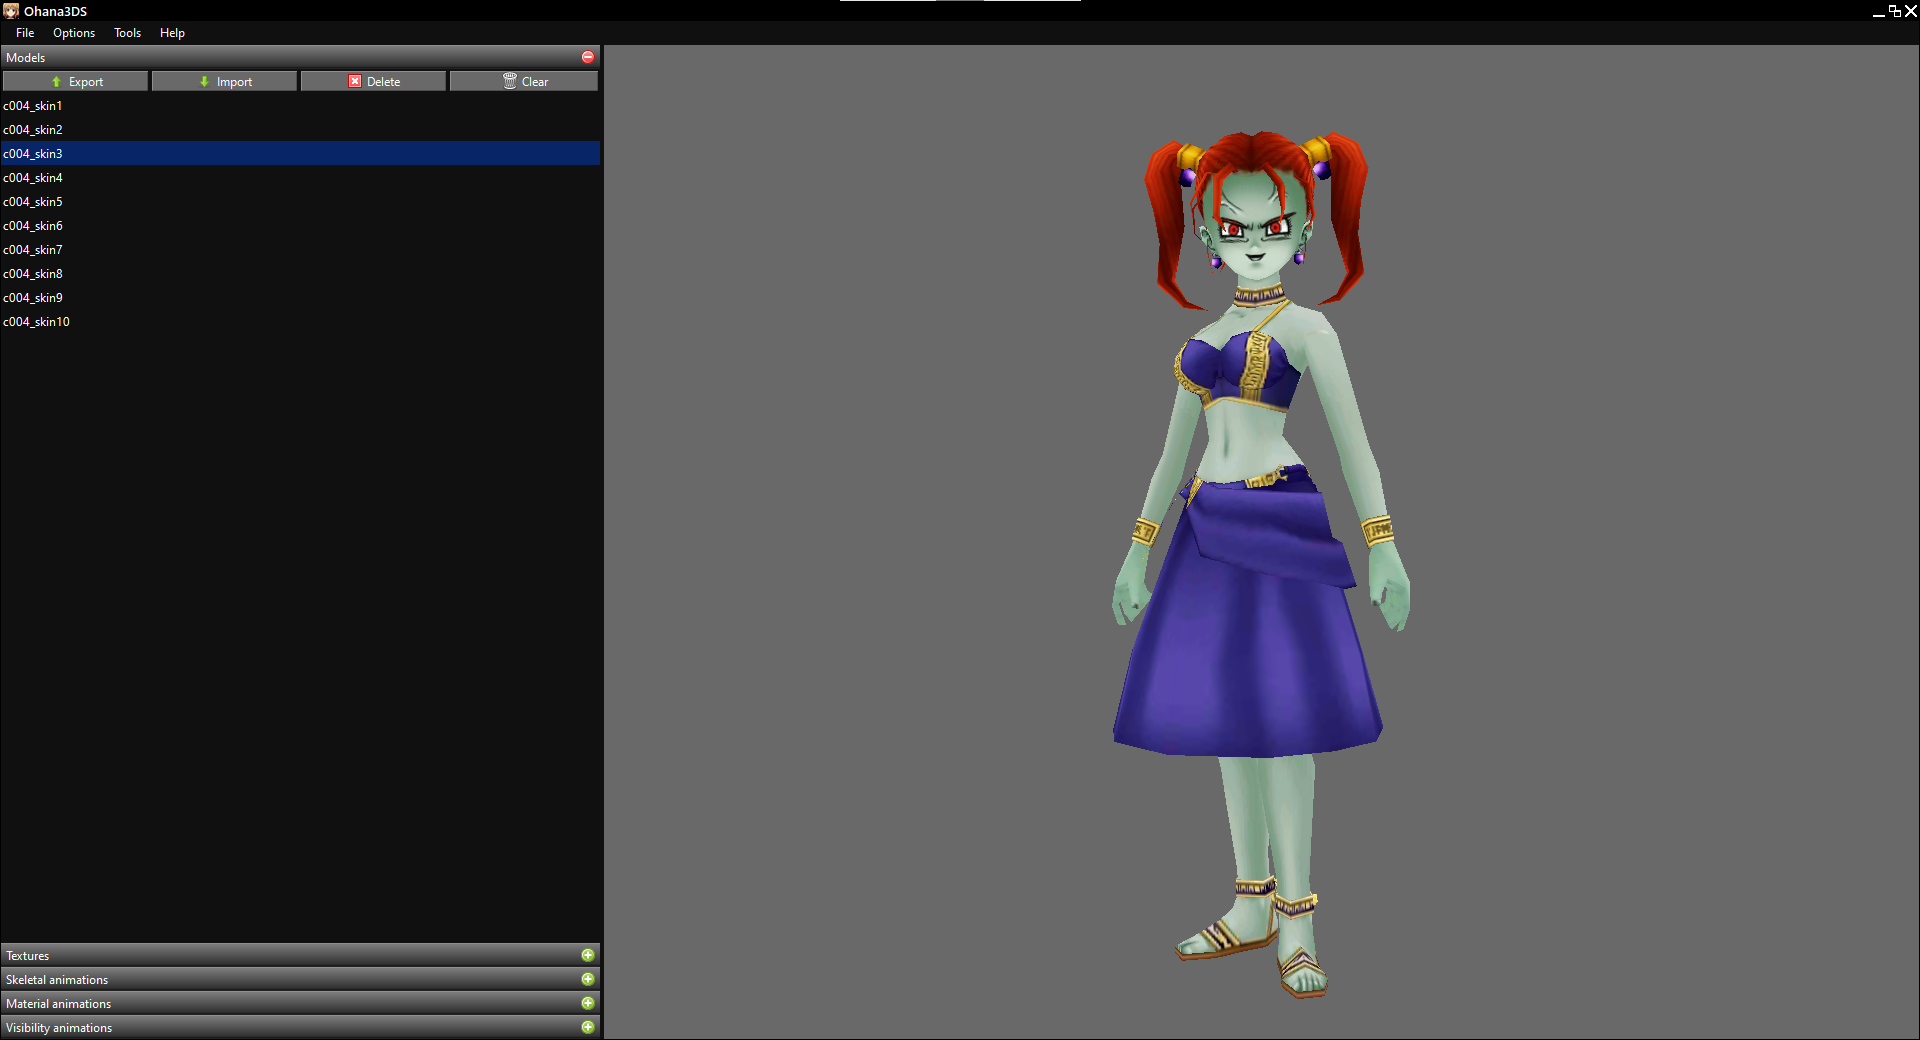 Ohana3DS
File Options Tools Help
Models
Export Import Delete Clear
c004_skin1
c004_skin2
c004_skin3
c004_skin4
c004_skin5
c004_skin6
c004_skin7
c004_skin8
c004_skin9
c004_skin10
Textures
Skeletal animations
Material animations
Visibility animations